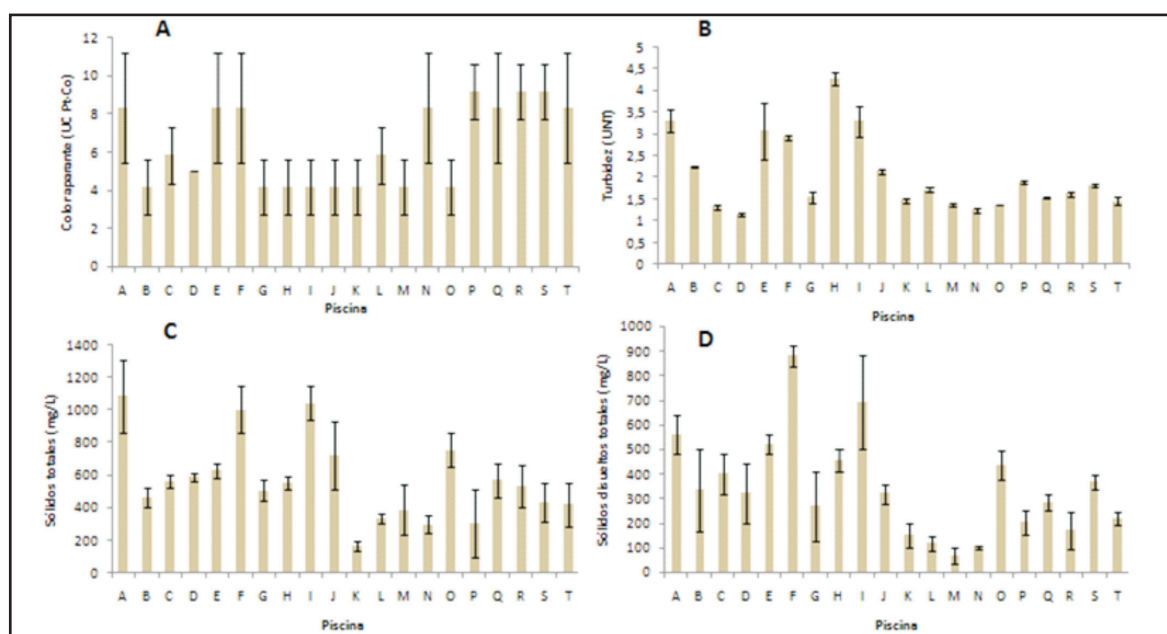 A
Color aparante (UC Pt-Co)
12
10
8
6
4
2
0
A B C D E F G H I J K L M N O P Q R S T
Piscina
B
Turbidez (UNT)
5
4,5
4
3,5
3
2,5
2
1,5
1
0,5
0
A B C D E F G H I J K L M N O P Q R S T
Piscina
C
Sólidos totales (mg/L)
1400
1200
1000
800
600
400
200
0
A B C D E F G H I J K L M N O P Q R S T
Piscina
D
Sólidos disueltos totales (mg/L)
1000
900
800
700
600
500
400
300
200
100
0
A B C D E F G H I J K L M N O P Q R S T
Piscina